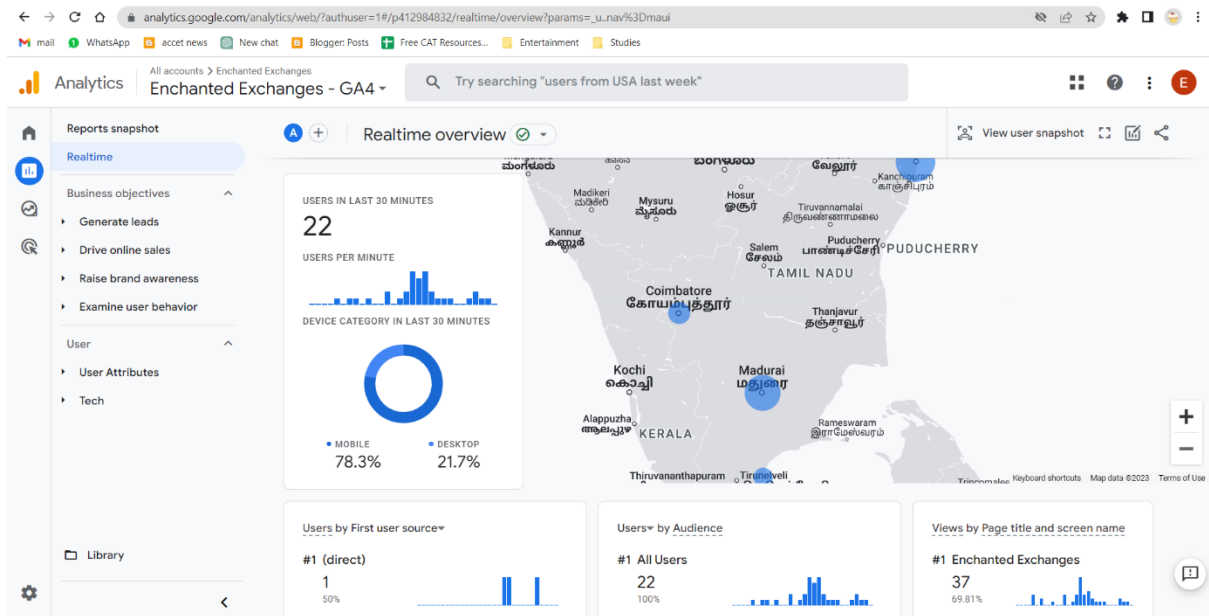 analytics.google.com/analytics/web/?authuser=1#/p412984832/realtime/overview?params=_u..nav%3Dmaui
mail
WhatsApp
accet news
New chat
Blogger: Posts
Free CAT Resources...
Entertainment
Studies
Analytics
All accounts > Enchanted Exchanges
Enchanted Exchanges - GA4
Try searching "users from USA last week"
E
Reports snapshot
Realtime
Business objectives
Generate leads
Drive online sales
Raise brand awareness
Examine user behavior
User
User Attributes
Tech
Library
A
Realtime overview
View user snapshot
USERS IN LAST 30 MINUTES
22
USERS PER MINUTE
DEVICE CATEGORY IN LAST 30 MINUTES
MOBILE
78.3%
DESKTOP
21.7%
ಮಂಗಳೂರು
ಬೆಂಗಳೂರು
வேலூர்
Kanchipuram
காஞ்சிபுரம்
Madikeri
ಮಡಿಕೇರಿ
Mysuru
ಮೈಸೂರು
Hosur
ஓசூர்
Tiruvannamalai
திருவண்ணாமலை
Kannur
കണ്ണൂർ
Salem
சேலம்
Puducherry
பாண்டிச்சேரி
PUDUCHERRY
TAMIL NADU
Coimbatore
கோயம்புத்தூர்
Thanjavur
தஞ்சாவூர்
Kochi
കൊച്ചി
Madurai
மதுரை
Alappuzha
ആലപ്പുഴ
KERALA
Rameswaram
இராமேஸ்வரம்
Thiruvananthapuram
Tirunelveli
Trincomalee
Keyboard shortcuts
Map data ©2023
Terms of Use
Users by First user source
#1 (direct)
1
50%
Users by Audience
#1 All Users
22
100%
Views by Page title and screen name
#1 Enchanted Exchanges
37
69.81%